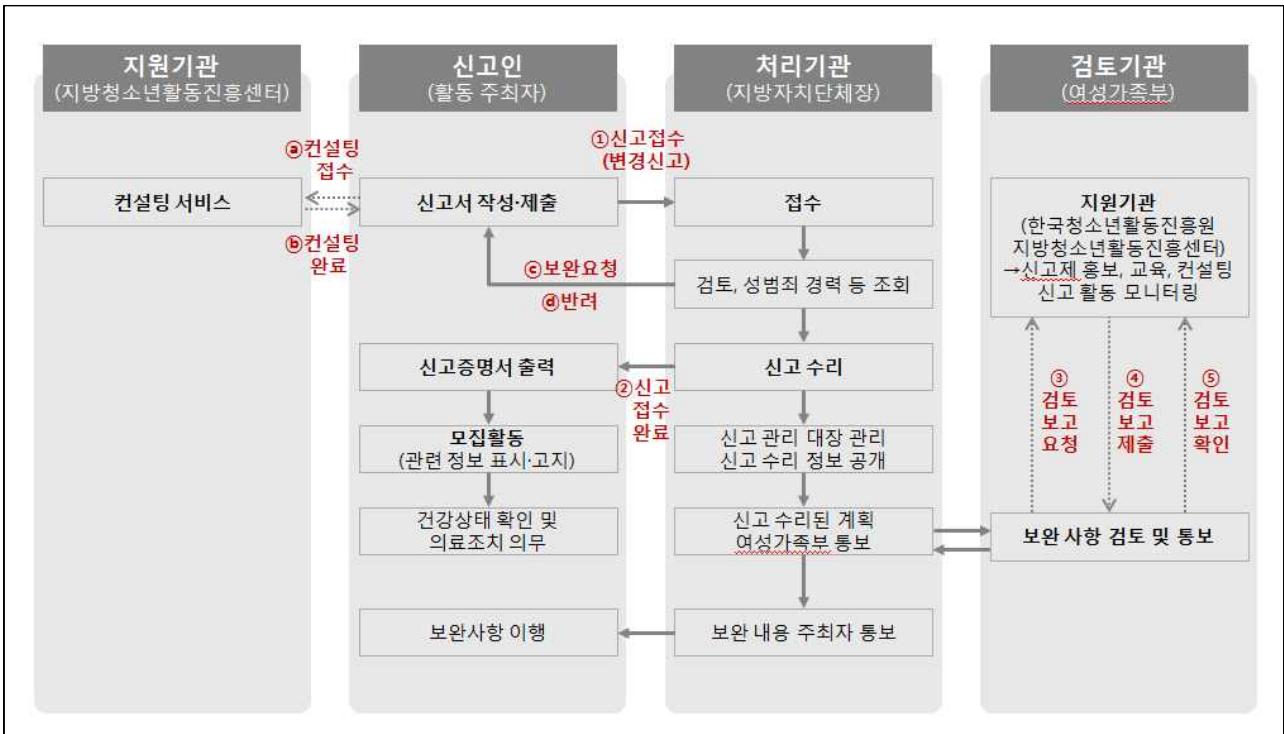 지원기관
(지방청소년활동진흥센터)
신고인
(활동 주최자)
처리기관
(지방자치단체장)
검토기관
(여성가족부)
ⓐ컨설팅
접수
①신고접수
(변경신고)
컨설팅 서비스
신고서 작성·제출
접수
지원기관
(한국청소년활동진흥원
지방청소년활동진흥센터)
→신고제 홍보, 교육, 컨설팅
신고 활동 모니터링
ⓑ컨설팅
완료
ⓒ보완요청
ⓓ반려
검토, 성범죄 경력 등 조회
신고증명서 출력
신고 수리
②신고
접수
완료
③
검토
보고
요청
④
검토
보고
제출
⑤
검토
보고
확인
모집활동
(관련 정보 표시·고지)
신고 관리 대장 관리
신고 수리 정보 공개
건강상태 확인 및
의료조치 의무
신고 수리된 계획
여성가족부 통보
보완 사항 검토 및 통보
보완사항 이행
보완 내용 주최자 통보